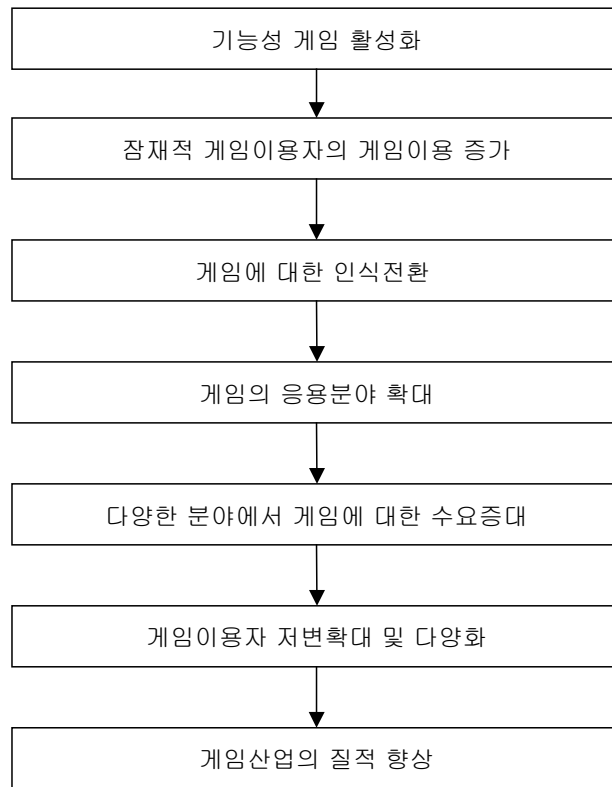 기능성 게임 활성화
잠재적 게임이용자의 게임이용 증가
게임에 대한 인식전환
게임의 응용분야 확대
다양한 분야에서 게임에 대한 수요증대
게임이용자 저변확대 및 다양화
게임산업의 질적 향상